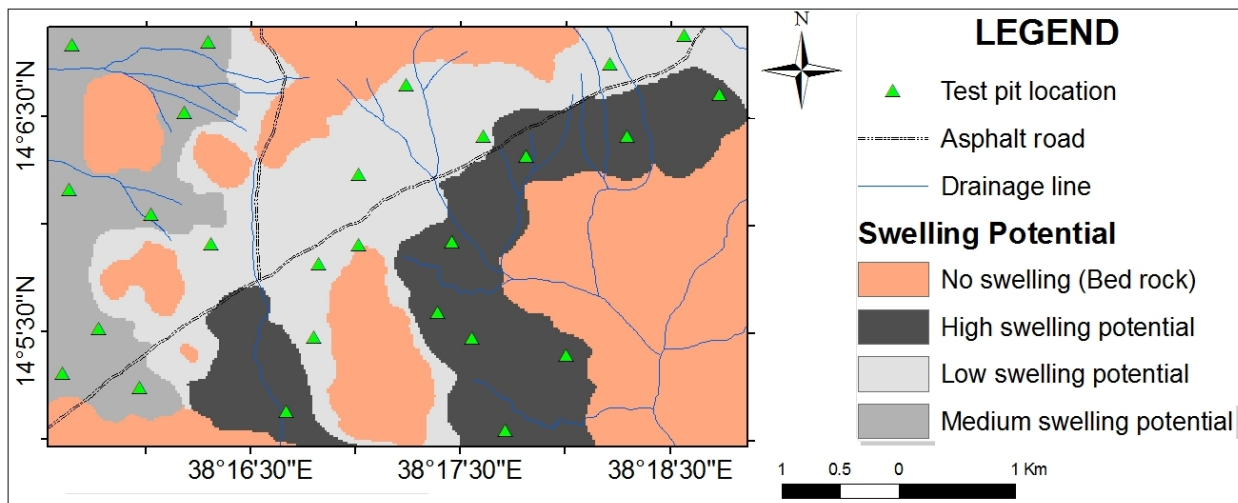 N
LEGEND
Test pit location
Asphalt road
Drainage line
Swelling Potential
No swelling (Bed rock)
High swelling potential
Low swelling potential
Medium swelling potential
14°6'30"N
14°5'30"N
38°16'30"E
38°17'30"E
38°18'30"E
1 0.5 0 1 Km